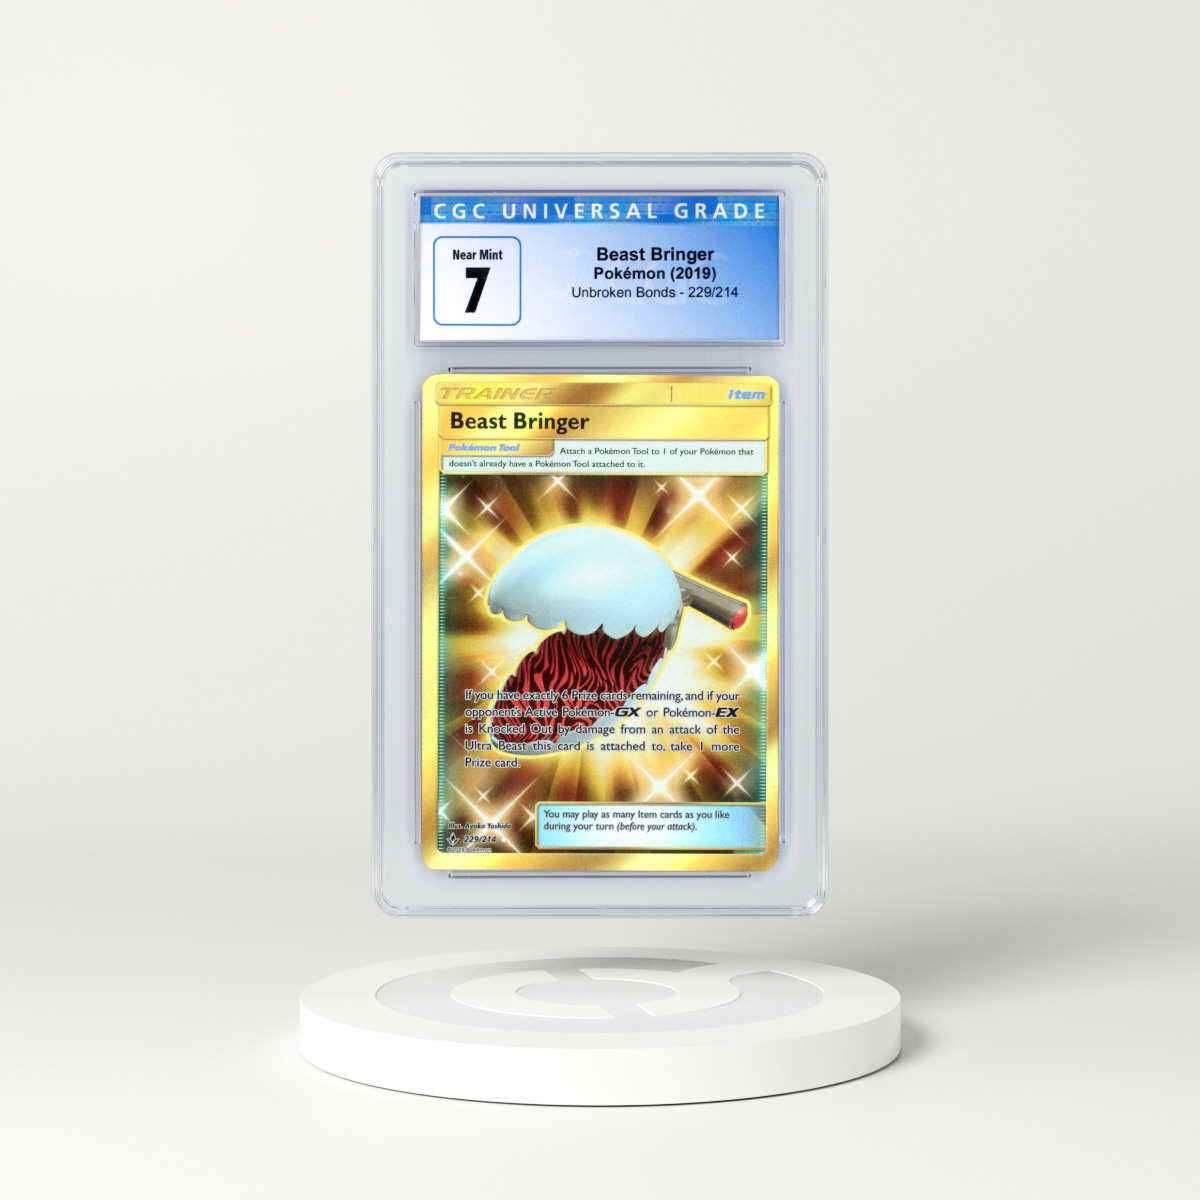 CGC UNIVERSAL GRADE
Near Mint
7
Beast Bringer
Pokémon (2019)
Unbroken Bonds - 229/214
TRAINER
Item
Beast Bringer
Pokémon Tool
Attach a Pokémon Tool to 1 of your Pokémon that
doesn't already have a Pokémon Tool attached to it.
If you have exactly 6 Prize cards remaining, and if your
opponent's Active Pokémon-GX or Pokémon-EX
is Knocked Out by damage from an attack of the
Ultra Beast this card is attached to, take 1 more
Prize card.
You may play as many Item cards as you like
during your turn (before your attack).
Illus. Ayaka Yoshida
229/214
©2019 Pokémon